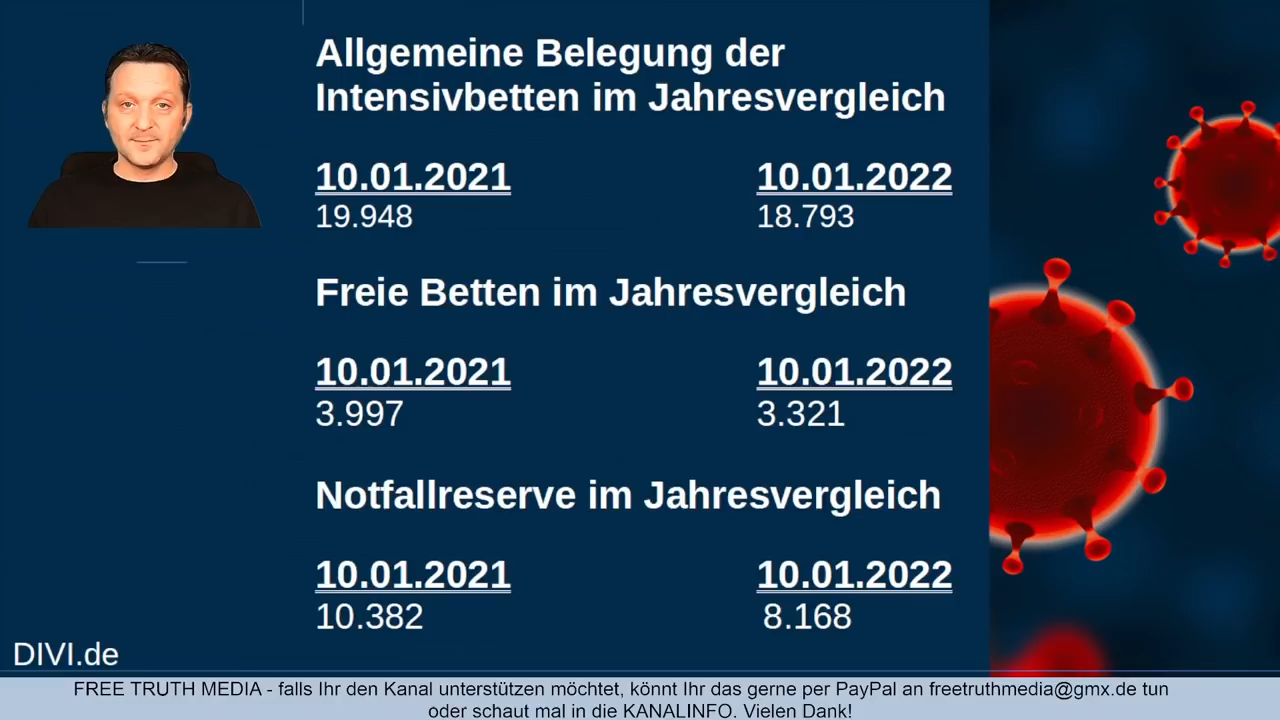 Allgemeine Belegung der
Intensivbetten im Jahresvergleich
10.01.2021 10.01.2022
19.948 18.793
Freie Betten im Jahresvergleich
10.01.2021 10.01.2022
3.997 3.321
Notfallreserve im Jahresvergleich
10.01.2021 10.01.2022
10.382 8.168
DIVI.de
FREE TRUTH MEDIA - falls Ihr den Kanal unterstützen möchtet, könnt Ihr das gerne per PayPal an freetruthmedia@gmx.de tun
oder schaut mal in die KANALINFO. Vielen Dank!